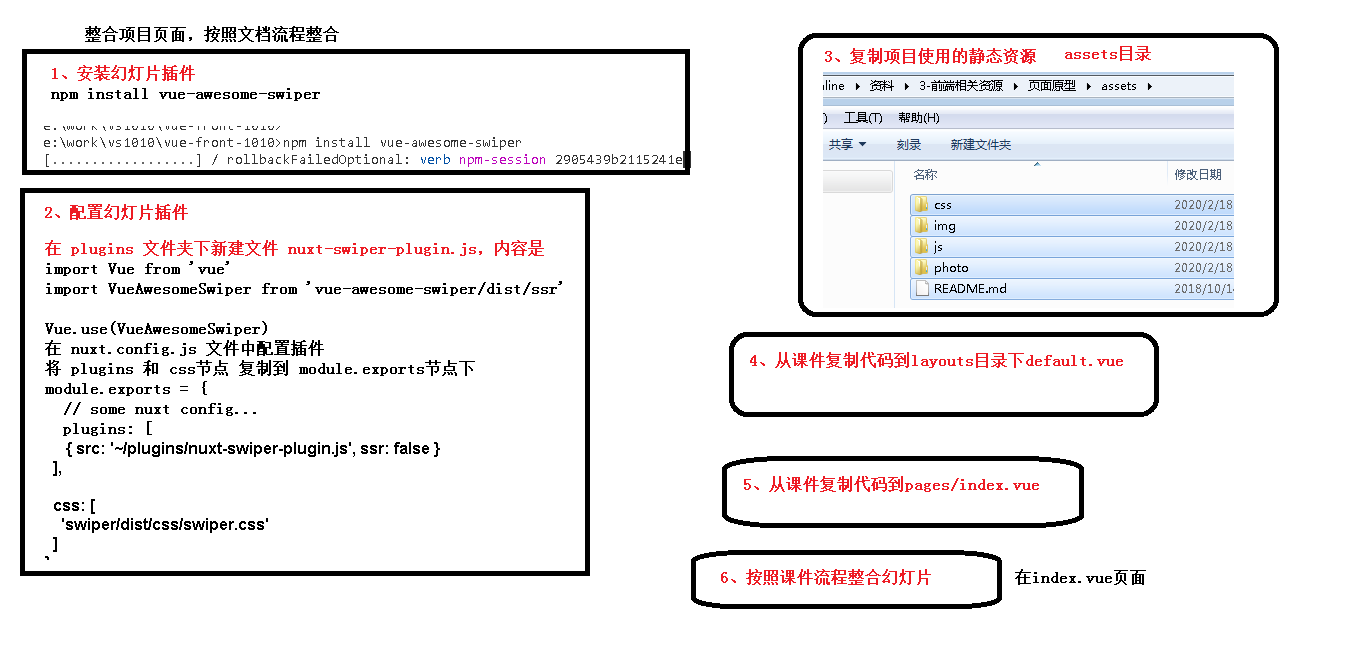 整合项目页面，按照文档流程整合
1、安装幻灯片插件
npm install vue-awesome-swiper
e:\work\vs1010\vue-front-1010>
e:\work\vs1010\vue-front-1010>npm install vue-awesome-swiper
[..................] / rollbackFailedOptional: verb npm-session 2905439b2115241e
2、配置幻灯片插件
在 plugins 文件夹下新建文件 nuxt-swiper-plugin.js，内容是
import Vue from 'vue'
import VueAwesomeSwiper from 'vue-awesome-swiper/dist/ssr'
Vue.use(VueAwesomeSwiper)
在 nuxt.config.js 文件中配置插件
将 plugins 和 css节点 复制到 module.exports节点下
module.exports = {
// some nuxt config...
plugins: [
{ src: '~/plugins/nuxt-swiper-plugin.js', ssr: false }
],
css: [
'swiper/dist/css/swiper.css'
]
3、复制项目使用的静态资源 assets目录
line ▸ 资料 ▸ 3-前端相关资源 ▸ 页面原型 ▸ assets ▸
) 工具(T) 帮助(H)
共享 刻录 新建文件夹
名称 修改日期
css 2020/2/18
img 2020/2/18
js 2020/2/18
photo 2020/2/18
README.md 2018/10/14
4、从课件复制代码到layouts目录下default.vue
5、从课件复制代码到pages/index.vue
6、按照课件流程整合幻灯片 在index.vue页面